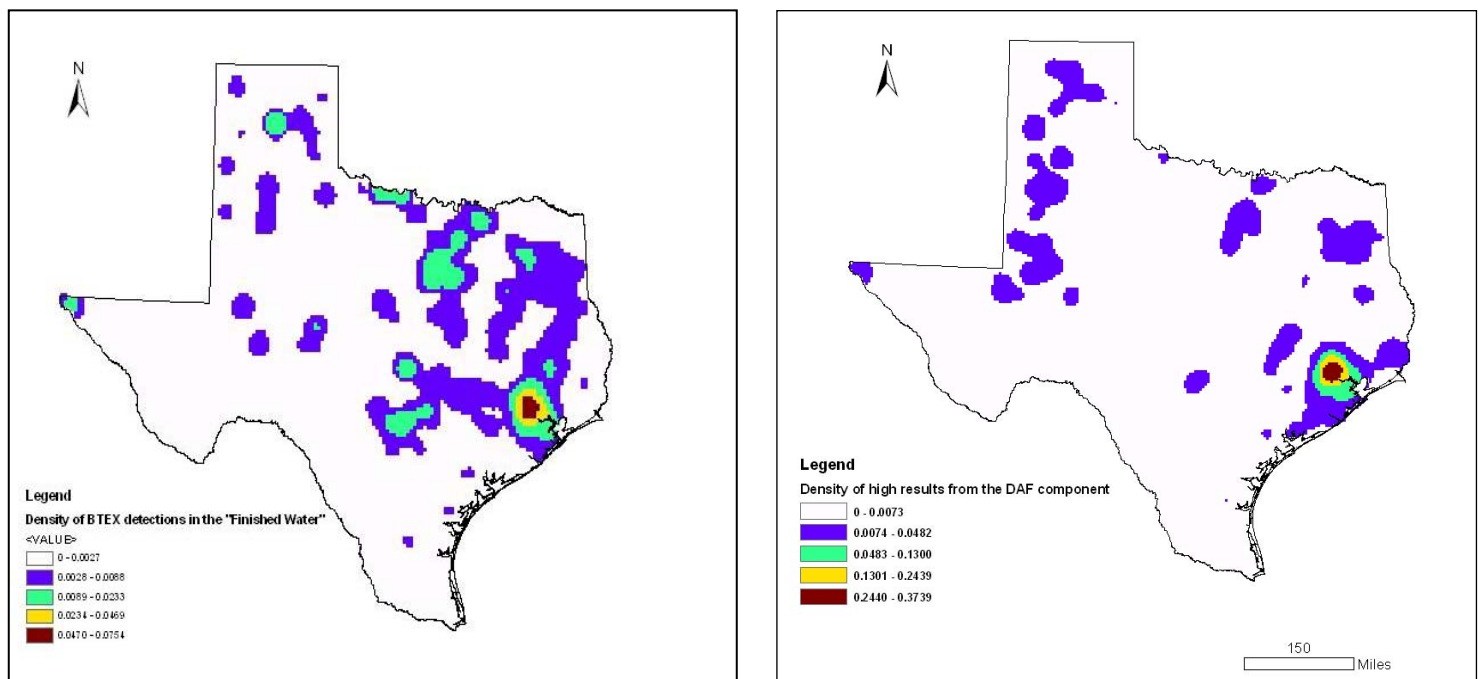 N
Legend
Density of BTEX detections in the "Finished Water"
<VALUE>
0 - 0.0027
0.0028 - 0.0088
0.0089 - 0.0233
0.0234 - 0.0469
0.0470 - 0.0754
N
Legend
Density of high results from the DAF component
0 - 0.0073
0.0074 - 0.0482
0.0483 - 0.1300
0.1301 - 0.2439
0.2440 - 0.3739
150
Miles